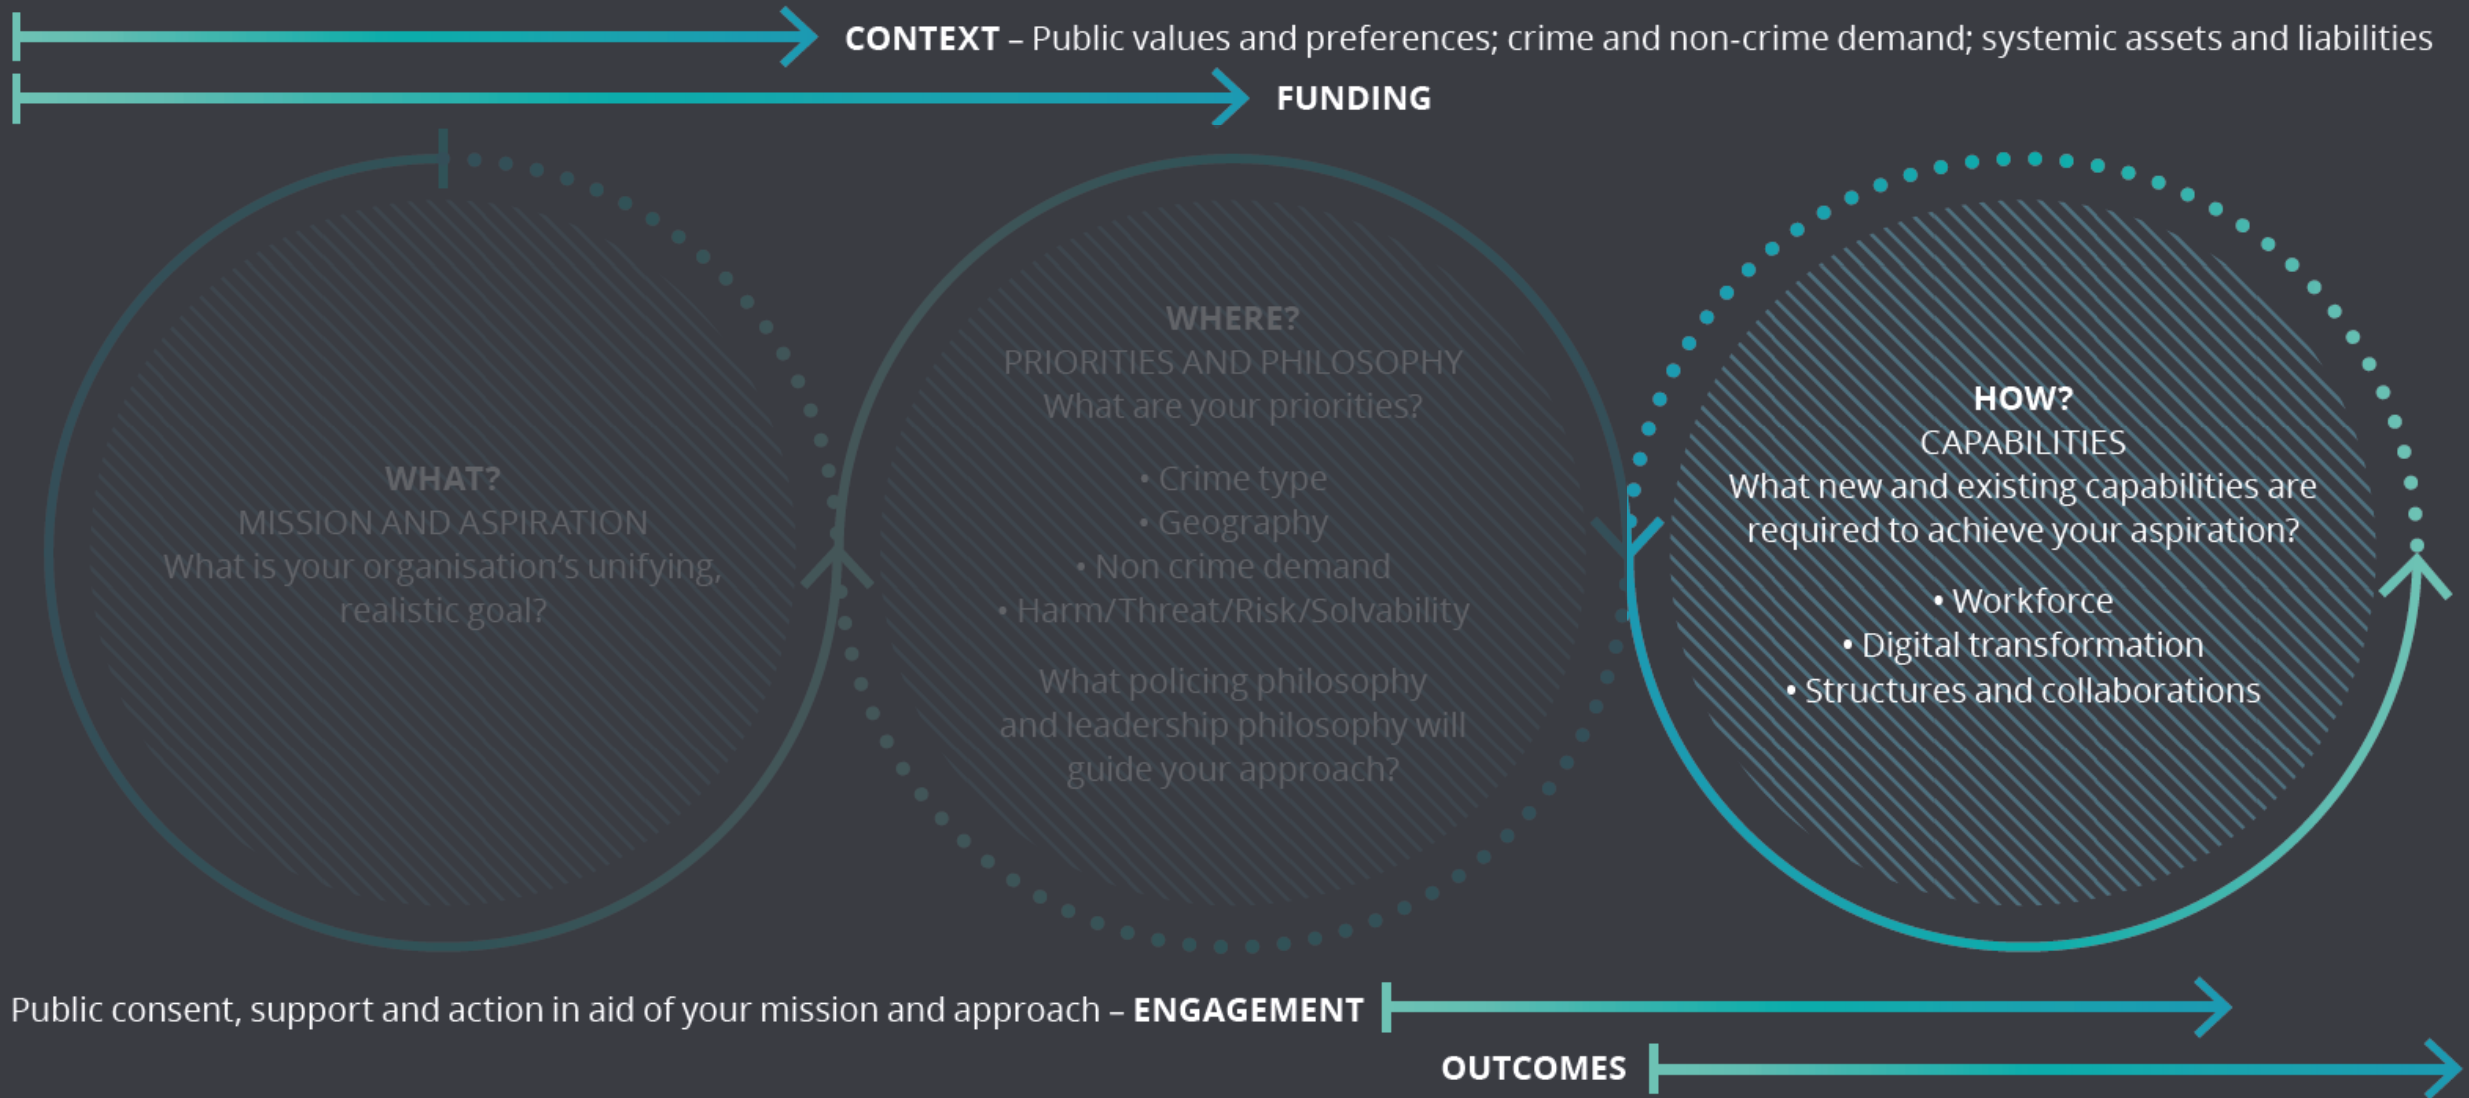 CONTEXT – Public values and preferences; crime and non-crime demand; systemic assets and liabilities
FUNDING
WHAT?
MISSION AND ASPIRATION
What is your organisation’s unifying,
realistic goal?
WHERE?
PRIORITIES AND PHILOSOPHY
What are your priorities?
• Crime type
• Geography
• Non crime demand
• Harm/Threat/Risk/Solvability
What policing philosophy
and leadership philosophy will
guide your approach?
HOW?
CAPABILITIES
What new and existing capabilities are
required to achieve your aspiration?
• Workforce
• Digital transformation
• Structures and collaborations
Public consent, support and action in aid of your mission and approach – ENGAGEMENT
OUTCOMES